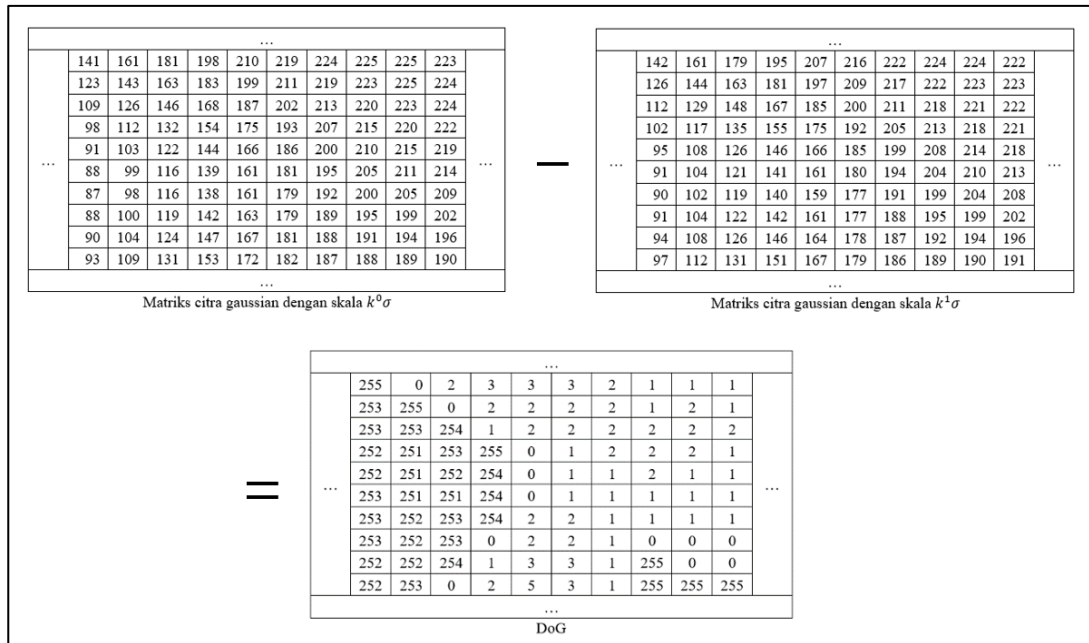 …
141 161 181 198 210 219 224 225 225 223
123 143 163 183 199 211 219 223 225 224
109 126 146 168 187 202 213 220 223 224
98 112 132 154 175 193 207 215 220 222
… 91 103 122 144 166 186 200 210 215 219 …
88 99 116 139 161 181 195 205 211 214
87 98 116 138 161 179 192 200 205 209
88 100 119 142 163 179 189 195 199 202
90 104 124 147 167 181 188 191 194 196
93 109 131 153 172 182 187 188 189 190
…
Matriks citra gaussian dengan skala k⁰σ
−
…
142 161 179 195 207 216 222 224 224 222
126 144 163 181 197 209 217 222 223 223
112 129 148 167 185 200 211 218 221 222
102 117 135 155 175 192 205 213 218 221
… 95 108 126 146 166 185 199 208 214 218 …
91 104 121 141 161 180 194 204 210 213
90 102 119 140 159 177 191 199 204 208
91 104 122 142 161 177 188 195 199 202
94 108 126 146 164 178 187 192 194 196
97 112 131 151 167 179 186 189 190 191
…
Matriks citra gaussian dengan skala k¹σ
=
…
255 0 2 3 3 3 2 1 1 1
253 255 0 2 2 2 2 1 2 1
253 253 254 1 2 2 2 2 2 2
252 251 253 255 0 1 2 2 2 1
… 252 251 252 254 0 1 1 2 1 1 …
253 251 251 254 0 1 1 1 1 1
253 252 253 254 2 2 1 1 1 1
253 252 253 0 2 2 1 0 0 0
252 252 254 1 3 3 1 255 0 0
252 253 0 2 5 3 1 255 255 255
…
DoG